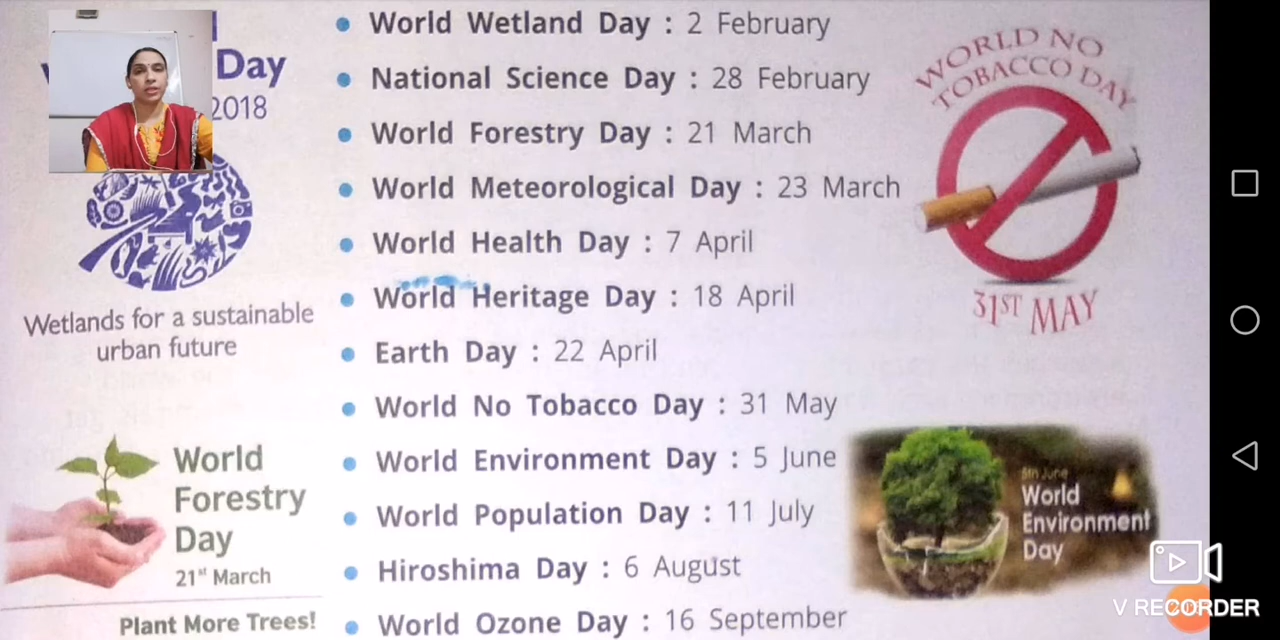 Day
2018
Wetlands for a sustainable
urban future
World
Forestry
Day
21st March
Plant More Trees!
World Wetland Day : 2 February
National Science Day : 28 February
World Forestry Day : 21 March
World Meteorological Day : 23 March
World Health Day : 7 April
World Heritage Day : 18 April
Earth Day : 22 April
World No Tobacco Day : 31 May
World Environment Day : 5 June
World Population Day : 11 July
Hiroshima Day : 6 August
World Ozone Day : 16 September
WORLD NO
TOBACCO DAY
31ST MAY
5th June
World
Environment
Day
V RECORDER